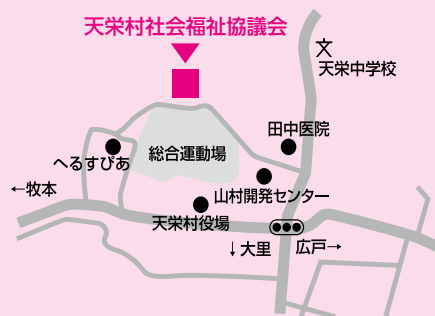 天栄村社会福祉協議会
文
天栄中学校
田中医院
総合運動場
へるすぴあ
←牧本
山村開発センター
天栄村役場
↓大里
広戸→